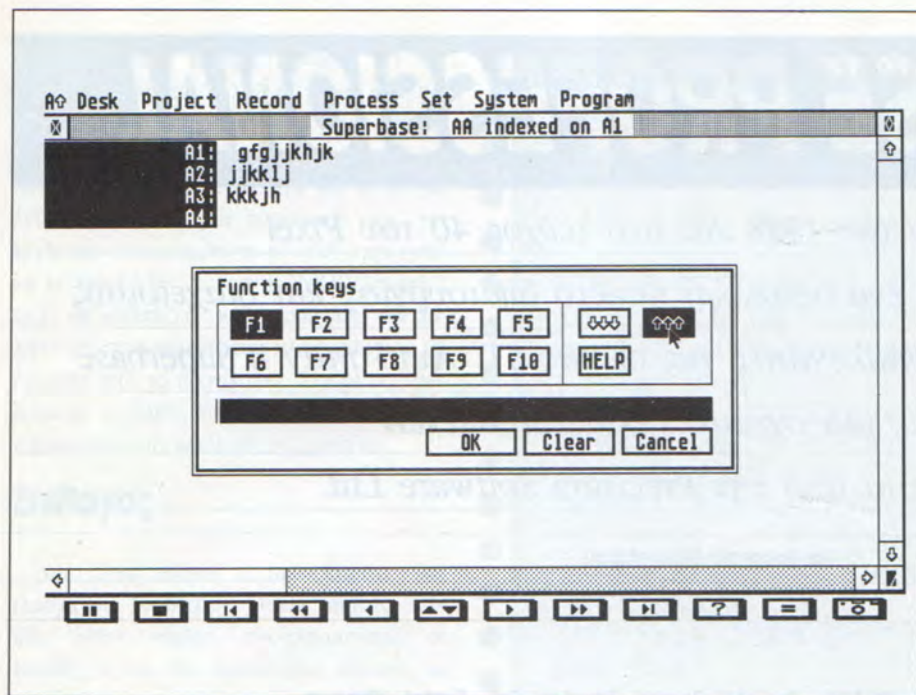 Desk Project Record Process Set System Program
Superbase: AA indexed on A1
A1: gfgjjkhjk
A2: jjkklj
A3: kkkjh
A4:
Function keys
F1 F2 F3 F4 F5
F6 F7 F8 F9 F10 HELP
OK Clear Cancel